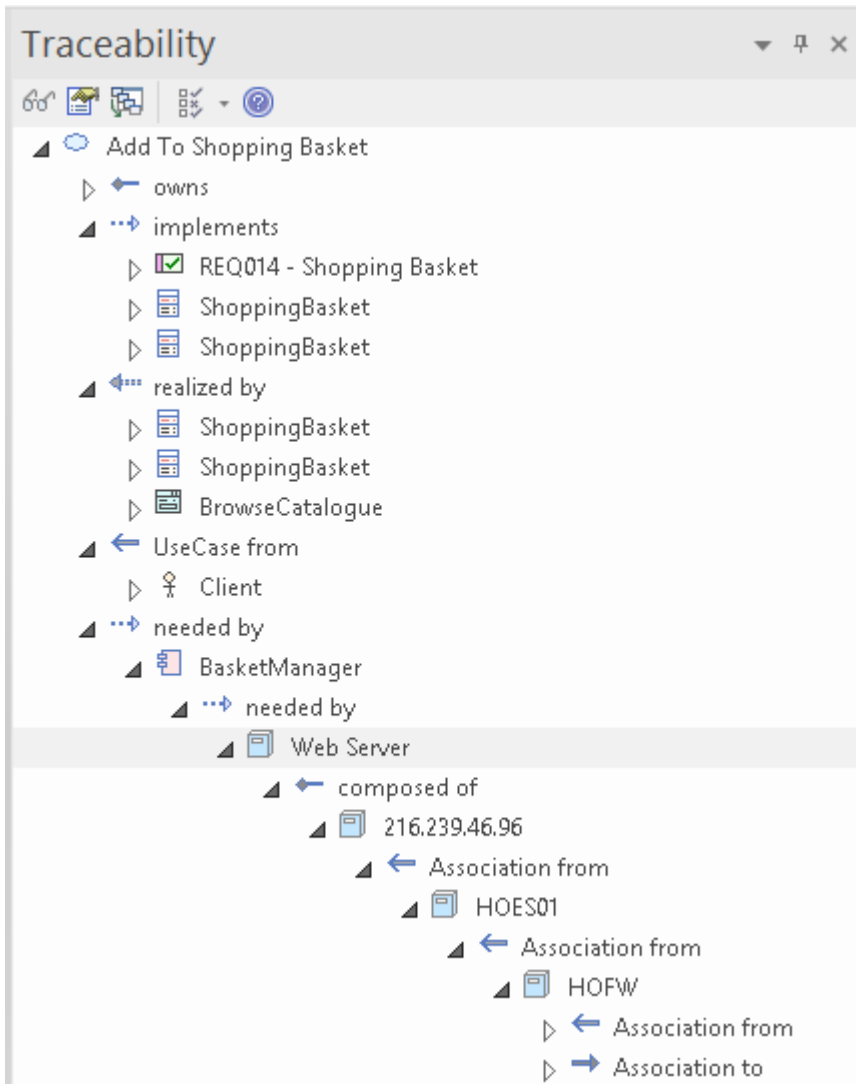 Traceability
Add To Shopping Basket
owns
implements
REQ014 - Shopping Basket
ShoppingBasket
ShoppingBasket
realized by
ShoppingBasket
ShoppingBasket
BrowseCatalogue
UseCase from
Client
needed by
BasketManager
needed by
Web Server
composed of
216.239.46.96
Association from
HOES01
Association from
HOFW
Association from
Association to